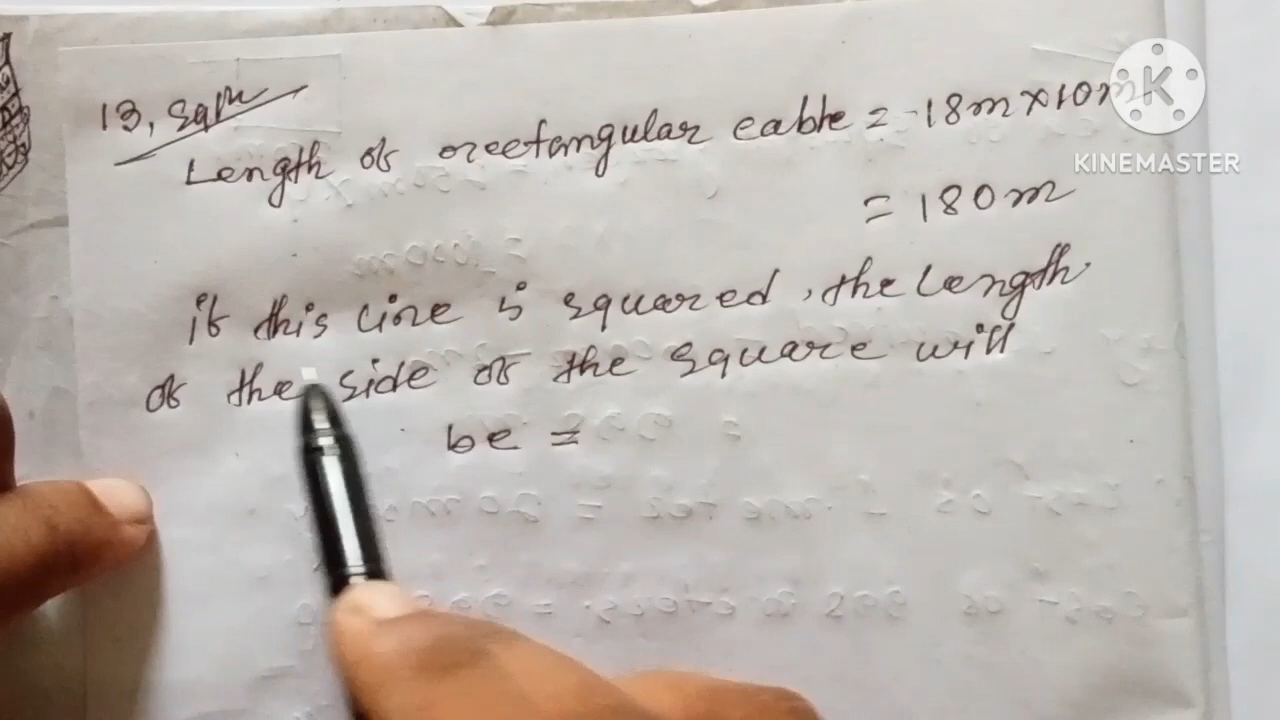 13, Solu
Length of rectangular cable = 18m×10m
= 180m
if this line is squared, the length
of the side of the square will
be =
KINEMASTER